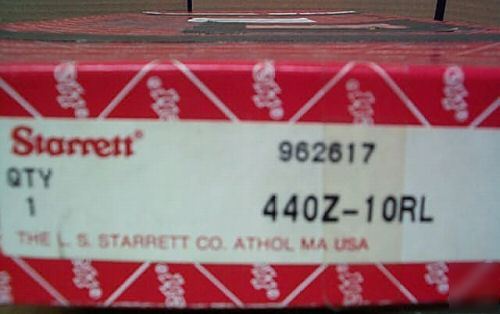 Starrett®
962617
QTY
1
440Z-10RL
THE L. S. STARRETT CO. ATHOL MA USA